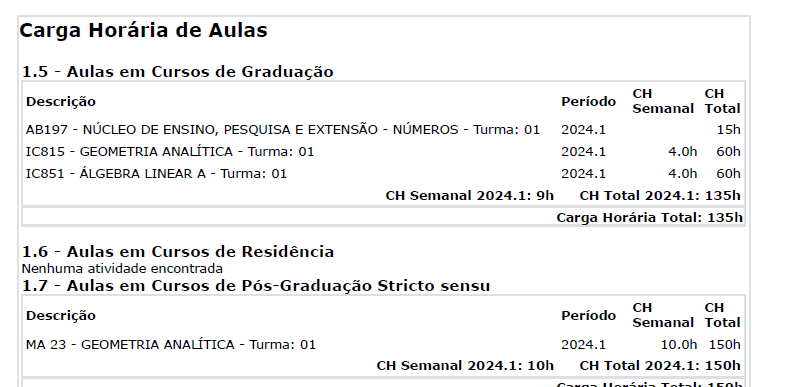 Carga Horária de Aulas
1.5 - Aulas em Cursos de Graduação
Descrição Período CH Semanal CH Total
AB197 - NÚCLEO DE ENSINO, PESQUISA E EXTENSÃO - NÚMEROS - Turma: 01 2024.1 15h
IC815 - GEOMETRIA ANALÍTICA - Turma: 01 2024.1 4.0h 60h
IC851 - ÁLGEBRA LINEAR A - Turma: 01 2024.1 4.0h 60h
CH Semanal 2024.1: 9h CH Total 2024.1: 135h
Carga Horária Total: 135h
1.6 - Aulas em Cursos de Residência
Nenhuma atividade encontrada
1.7 - Aulas em Cursos de Pós-Graduação Stricto sensu
Descrição Período CH Semanal CH Total
MA 23 - GEOMETRIA ANALÍTICA - Turma: 01 2024.1 10.0h 150h
CH Semanal 2024.1: 10h CH Total 2024.1: 150h
Carga Horária Total: 150h